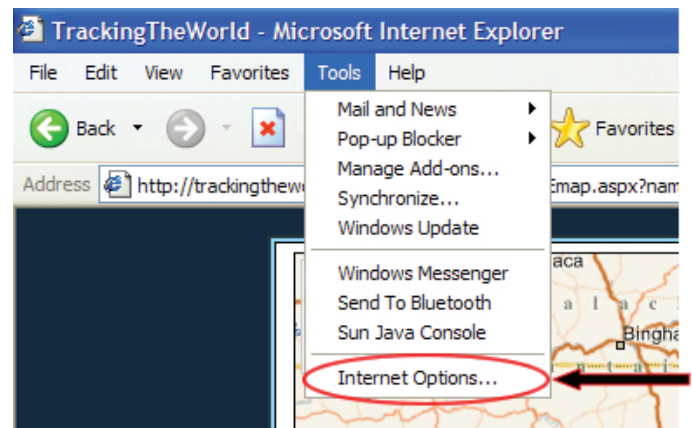 TrackingTheWorld - Microsoft Internet Explorer
File Edit View Favorites Tools Help
Back Favorites
Address http://trackingthew Emap.aspx?nam
Mail and News
Pop-up Blocker
Manage Add-ons...
Synchronize...
Windows Update
Windows Messenger
Send To Bluetooth
Sun Java Console
Internet Options...
aca
a l a c
Bingha
n t a i